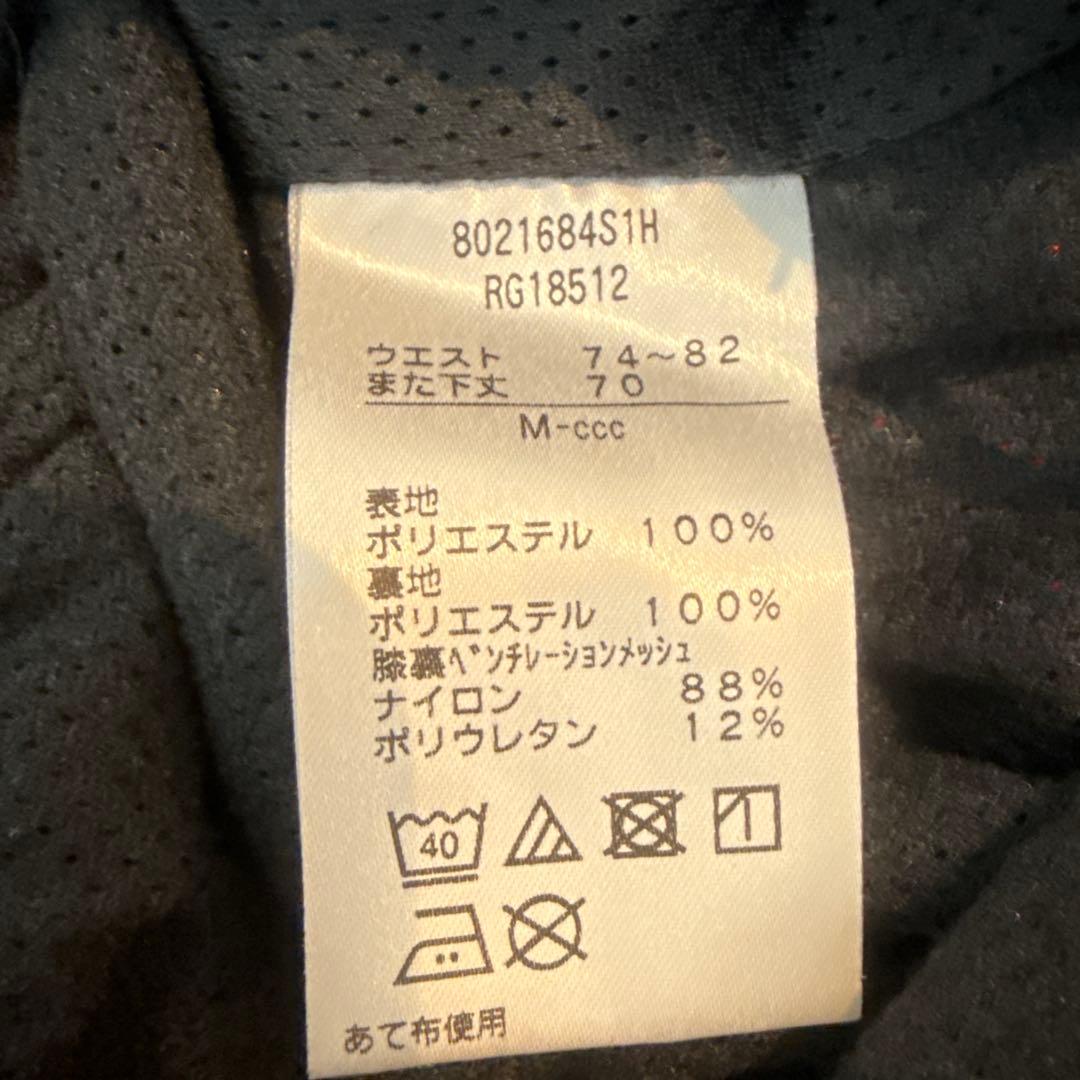 8021684S1H
RG18512
ウエスト 74~82
また下丈 70
M-ccc
表地
ポリエステル 100%
裏地
ポリエステル 100%
膝裏ﾍﾞﾝﾁﾚｰｼｮﾝﾒｯｼｭ
ナイロン 88%
ポリウレタン 12%
40
あて布使用